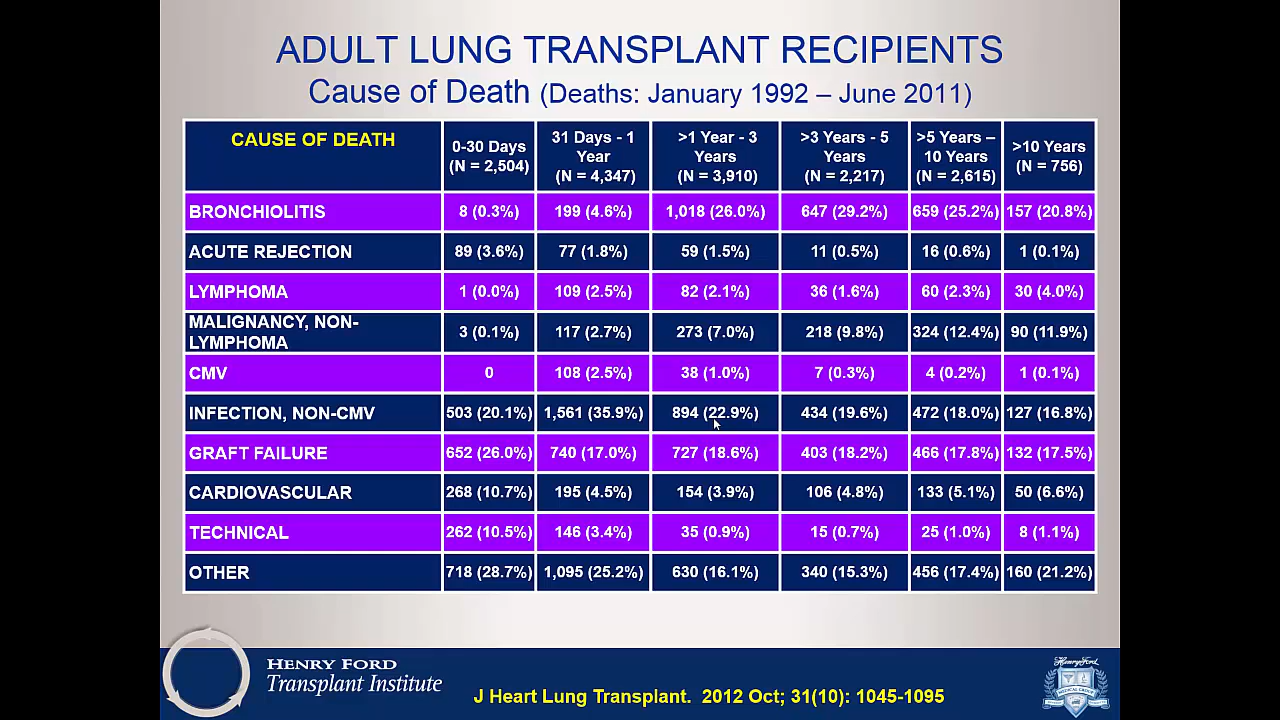 ADULT LUNG TRANSPLANT RECIPIENTS
Cause of Death (Deaths: January 1992 – June 2011)
CAUSE OF DEATH 0-30 Days (N = 2,504) 31 Days - 1 Year (N = 4,347) >1 Year - 3 Years (N = 3,910) >3 Years - 5 Years (N = 2,217) >5 Years – 10 Years (N = 2,615) >10 Years (N = 756)
BRONCHIOLITIS 8 (0.3%) 199 (4.6%) 1,018 (26.0%) 647 (29.2%) 659 (25.2%) 157 (20.8%)
ACUTE REJECTION 89 (3.6%) 77 (1.8%) 59 (1.5%) 11 (0.5%) 16 (0.6%) 1 (0.1%)
LYMPHOMA 1 (0.0%) 109 (2.5%) 82 (2.1%) 36 (1.6%) 60 (2.3%) 30 (4.0%)
MALIGNANCY, NON-LYMPHOMA 3 (0.1%) 117 (2.7%) 273 (7.0%) 218 (9.8%) 324 (12.4%) 90 (11.9%)
CMV 0 108 (2.5%) 38 (1.0%) 7 (0.3%) 4 (0.2%) 1 (0.1%)
INFECTION, NON-CMV 503 (20.1%) 1,561 (35.9%) 894 (22.9%) 434 (19.6%) 472 (18.0%) 127 (16.8%)
GRAFT FAILURE 652 (26.0%) 740 (17.0%) 727 (18.6%) 403 (18.2%) 466 (17.8%) 132 (17.5%)
CARDIOVASCULAR 268 (10.7%) 195 (4.5%) 154 (3.9%) 106 (4.8%) 133 (5.1%) 50 (6.6%)
TECHNICAL 262 (10.5%) 146 (3.4%) 35 (0.9%) 15 (0.7%) 25 (1.0%) 8 (1.1%)
OTHER 718 (28.7%) 1,095 (25.2%) 630 (16.1%) 340 (15.3%) 456 (17.4%) 160 (21.2%)
HENRY FORD
Transplant Institute
J Heart Lung Transplant. 2012 Oct; 31(10): 1045-1095
Henry Ford